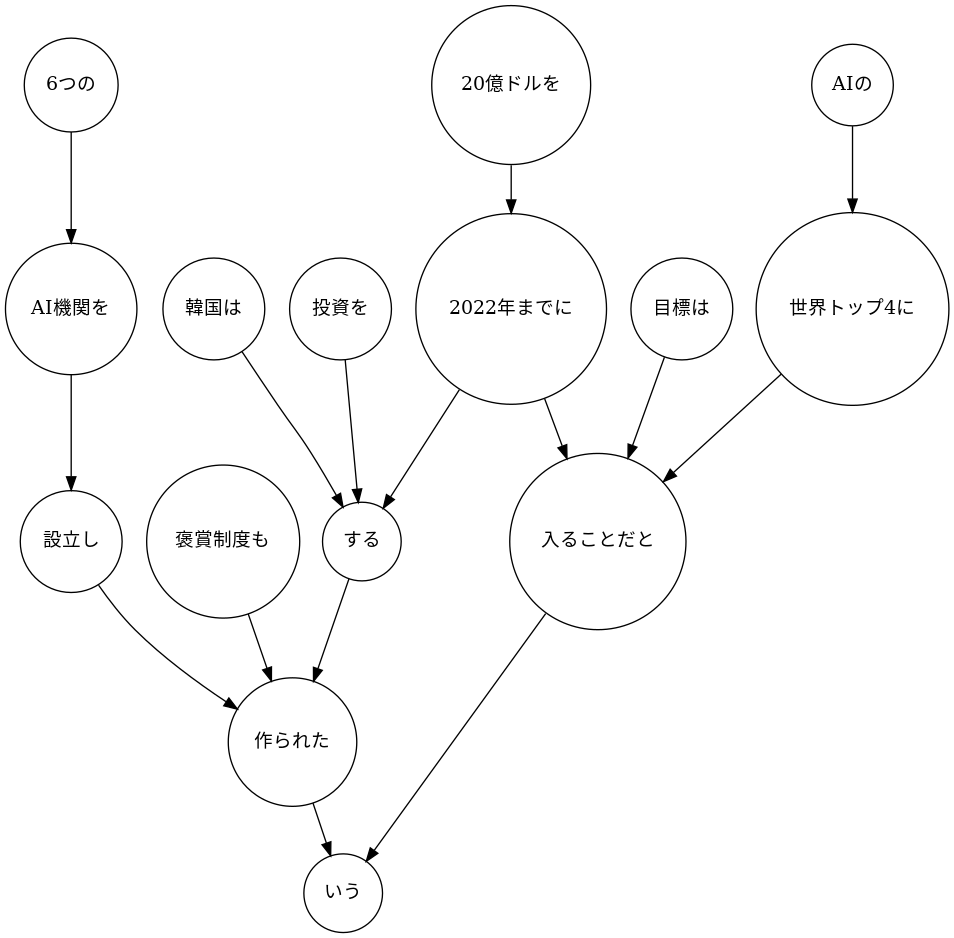 6つの
20億ドルを
AIの
AI機関を
韓国は
投資を
2022年までに
目標は
世界トップ4に
設立し
褒賞制度も
する
入ることだと
作られた
いう